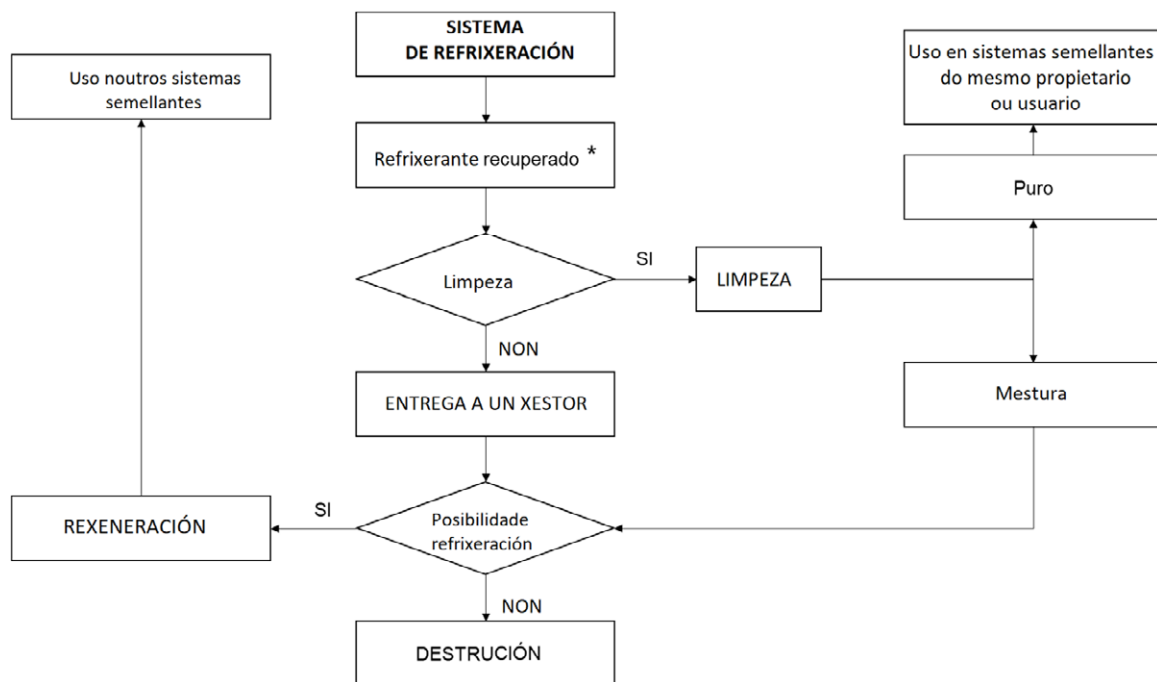 SISTEMA
DE REFRIXERACIÓN
Uso noutros sistemas
semellantes
Uso en sistemas semellantes
do mesmo propietario
ou usuario
Refrixerante recuperado *
Puro
Limpeza
SI
LIMPEZA
NON
ENTREGA A UN XESTOR
Mestura
REXENERACIÓN
SI
Posibilidade
refrixeración
NON
DESTRUCIÓN